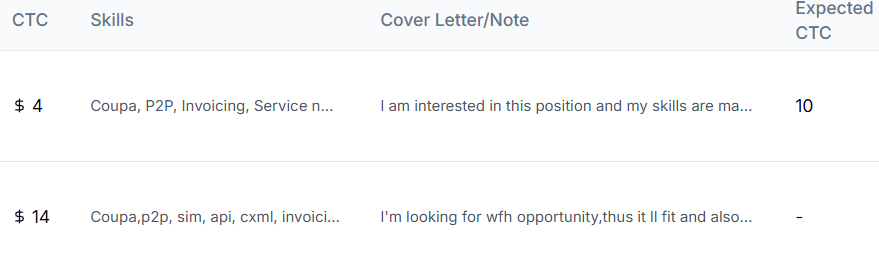 CTC Skills Cover Letter/Note Expected CTC
$ 4 Coupa, P2P, Invoicing, Service n... I am interested in this position and my skills are ma... 10
$ 14 Coupa,p2p, sim, api, cxml, invoici... I'm looking for wfh opportunity,thus it ll fit and also... -